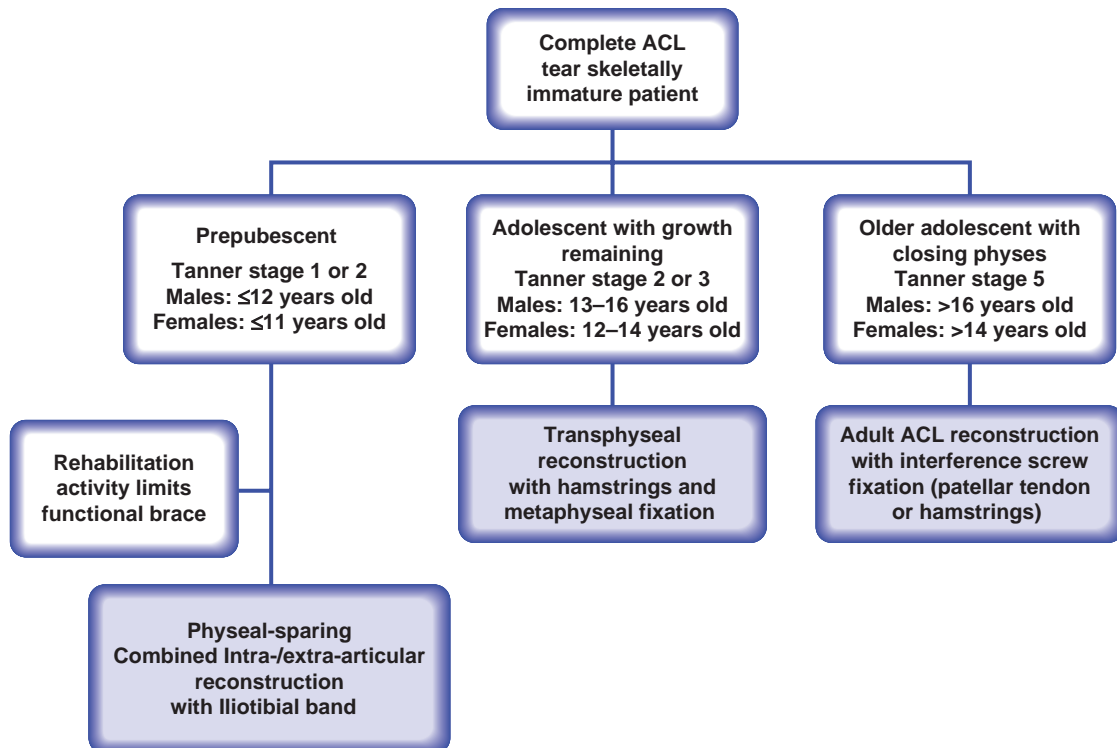 Complete ACL
tear skeletally
immature patient
Prepubescent
Tanner stage 1 or 2
Males: ≤12 years old
Females: ≤11 years old
Adolescent with growth
remaining
Tanner stage 2 or 3
Males: 13–16 years old
Females: 12–14 years old
Older adolescent with
closing physes
Tanner stage 5
Males: >16 years old
Females: >14 years old
Rehabilitation
activity limits
functional brace
Transphyseal
reconstruction
with hamstrings and
metaphyseal fixation
Adult ACL reconstruction
with interference screw
fixation (patellar tendon
or hamstrings)
Physeal-sparing
Combined Intra-/extra-articular
reconstruction
with Iliotibial band